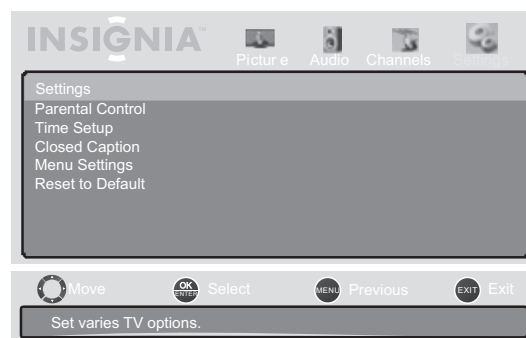 INSIGNIA™
Pictur e Audio Channels Settings
Settings
Parental Control
Time Setup
Closed Caption
Menu Settings
Reset to Default
Move OK ENTER Select MENU Previous EXIT Exit
Set varies TV options.